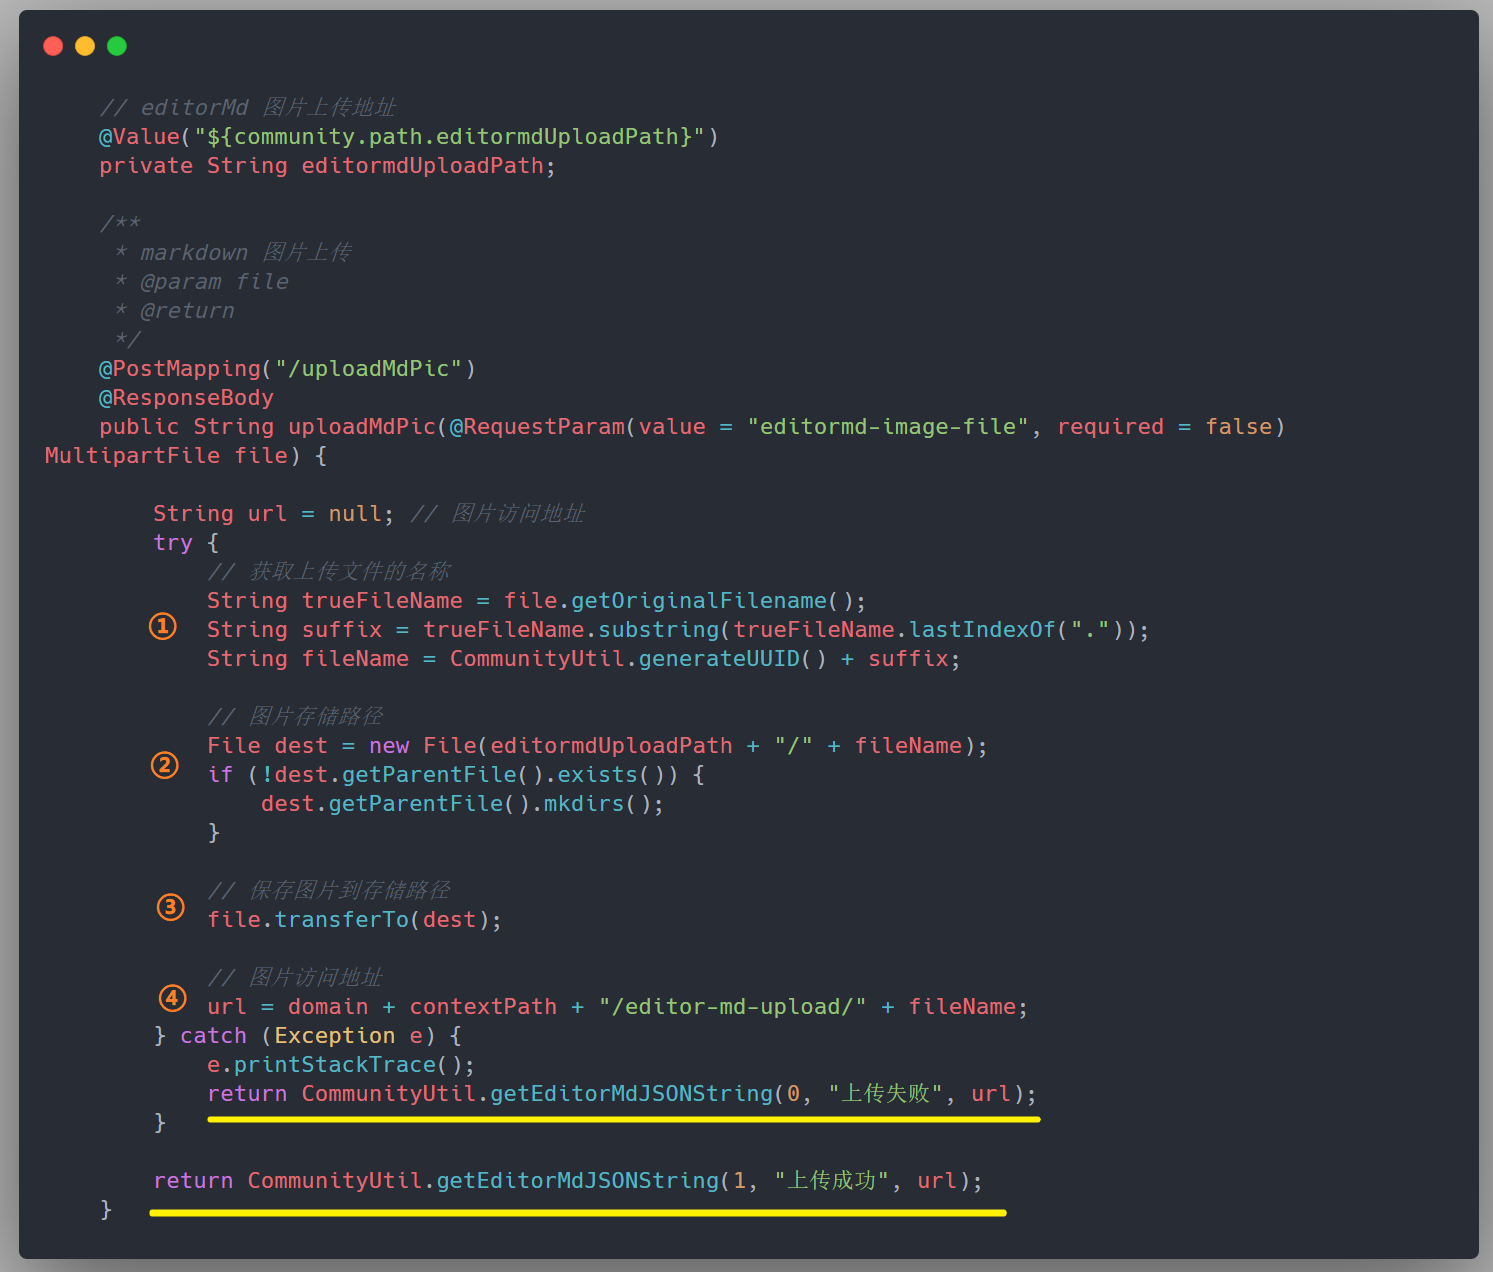 // editorMd 图片上传地址
@Value("${community.path.editormdUploadPath}")
private String editormdUploadPath;
/**
* markdown 图片上传
* @param file
* @return
*/
@PostMapping("/uploadMdPic")
@ResponseBody
public String uploadMdPic(@RequestParam(value = "editormd-image-file", required = false)
MultipartFile file) {
String url = null; // 图片访问地址
try {
// 获取上传文件的名称
String trueFileName = file.getOriginalFilename();
① String suffix = trueFileName.substring(trueFileName.lastIndexOf("."));
String fileName = CommunityUtil.generateUUID() + suffix;
// 图片存储路径
File dest = new File(editormdUploadPath + "/" + fileName);
② if (!dest.getParentFile().exists()) {
dest.getParentFile().mkdirs();
}
// 保存图片到存储路径
③ file.transferTo(dest);
// 图片访问地址
④ url = domain + contextPath + "/editor-md-upload/" + fileName;
} catch (Exception e) {
e.printStackTrace();
return CommunityUtil.getEditorMdJSONString(0, "上传失败", url);
}
return CommunityUtil.getEditorMdJSONString(1, "上传成功", url);
}